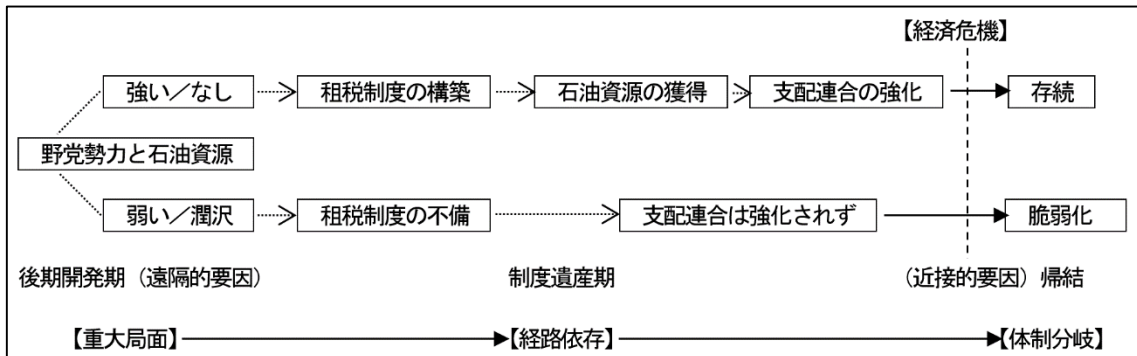 【経済危機】
強い／なし
租税制度の構築
石油資源の獲得
支配連合の強化
存続
野党勢力と石油資源
弱い／潤沢
租税制度の不備
支配連合は強化されず
脆弱化
後期開発期（遠隔的要因）
制度遺産期
（近接的要因）帰結
【重大局面】
【経路依存】
【体制分岐】